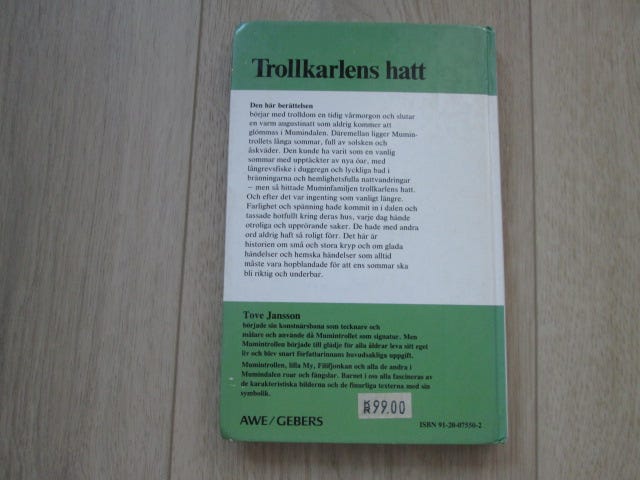 Trollkarlens hatt
Den här berättelsen
börjar med trolldom en tidig vårmorgon och slutar
en varm augustinatt som aldrig kommer att
glömmas i Mumindalen. Däremellan ligger Mumin-
trollets långa sommar, full av solsken och
åskväder. Den kunde ha varit som en vanlig
sommar med upptäckter av nya öar, med
långrevsfiske i duggregn och lyckliga bad i
bränningarna och hemlighetsfulla nattvandringar
– men så hittade Muminfamiljen trollkarlens hatt.
Och efter det var ingenting som vanligt längre.
Farlighet och spänning hade kommit in i dalen och
tassade hotfullt kring deras hus, varje dag hände
otroliga och upprörande saker. De hade med andra
ord aldrig haft så roligt förr. Det här är
historien om små och stora kryp och om glada
händelser och hemska händelser som alltid
måste vara hopblandade för att ens sommar ska
bli riktig och underbar.
Tove Jansson
började sin konstnärsbana som tecknare och
målare och använde då Mumintrollet som signatur. Men
Mumintrollen började till glädje för alla åldrar leva sitt eget
liv och blev snart författarinnans huvudsakliga uppgift.
Mumintrollen, lilla My, Filifjonkan och alla de andra i
Mumindalen roar och fängslar. Barnet i oss alla fascineras av
de karakteristiska bilderna och de finurliga texterna med sin
symbolik.
99.00
AWE/GEBERS
ISBN 91-20-07550-2